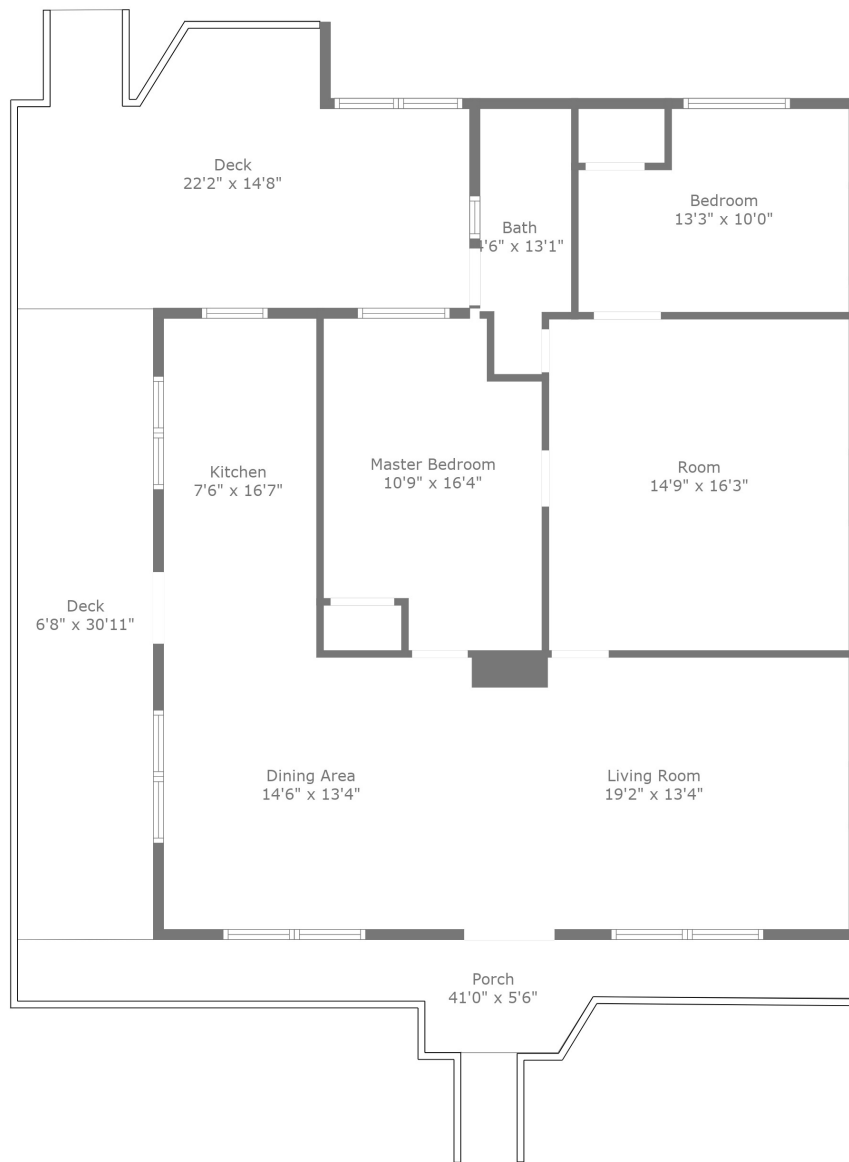 Deck
22'2" x 14'8"
Bedroom
13'3" x 10'0"
Bath
4'6" x 13'1"
Master Bedroom
10'9" x 16'4"
Room
14'9" x 16'3"
Kitchen
7'6" x 16'7"
Deck
6'8" x 30'11"
Dining Area
14'6" x 13'4"
Living Room
19'2" x 13'4"
Porch
41'0" x 5'6"